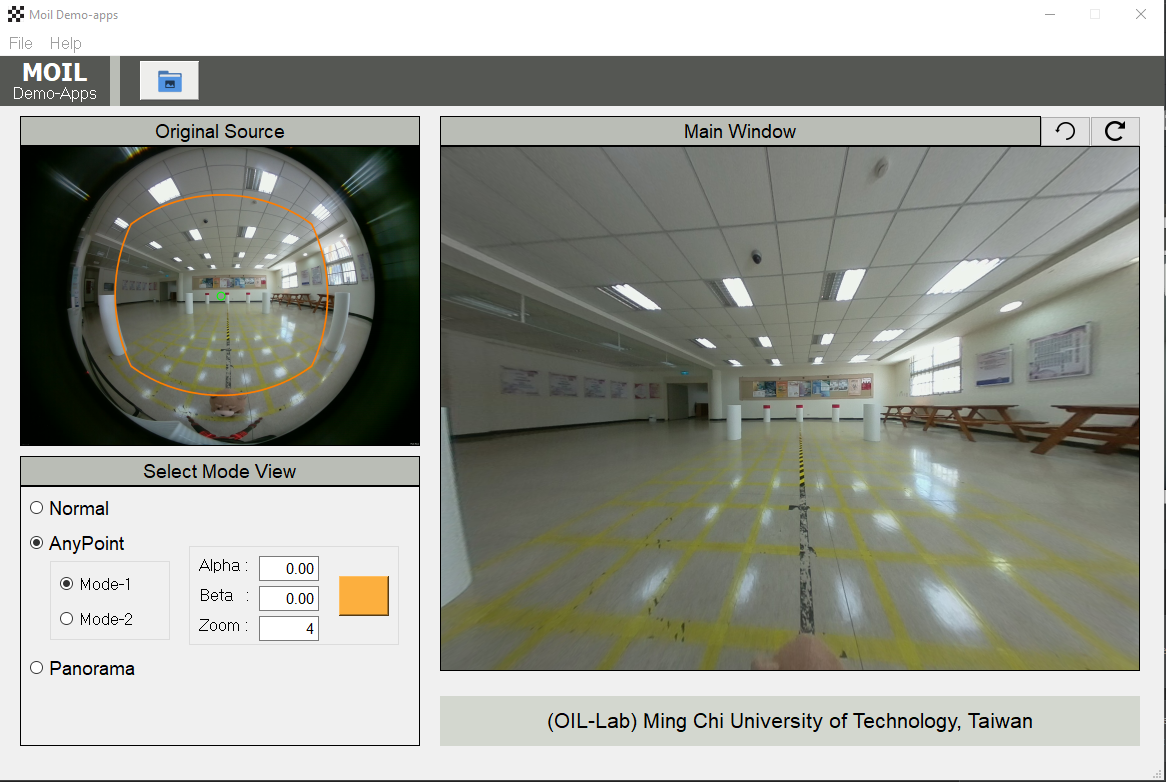 Moil Demo-apps
File Help
MOIL
Demo-Apps
Original Source
Main Window
Select Mode View
Normal
AnyPoint
Mode-1
Mode-2
Alpha : 0.00
Beta : 0.00
Zoom : 4
Panorama
(OIL-Lab) Ming Chi University of Technology, Taiwan